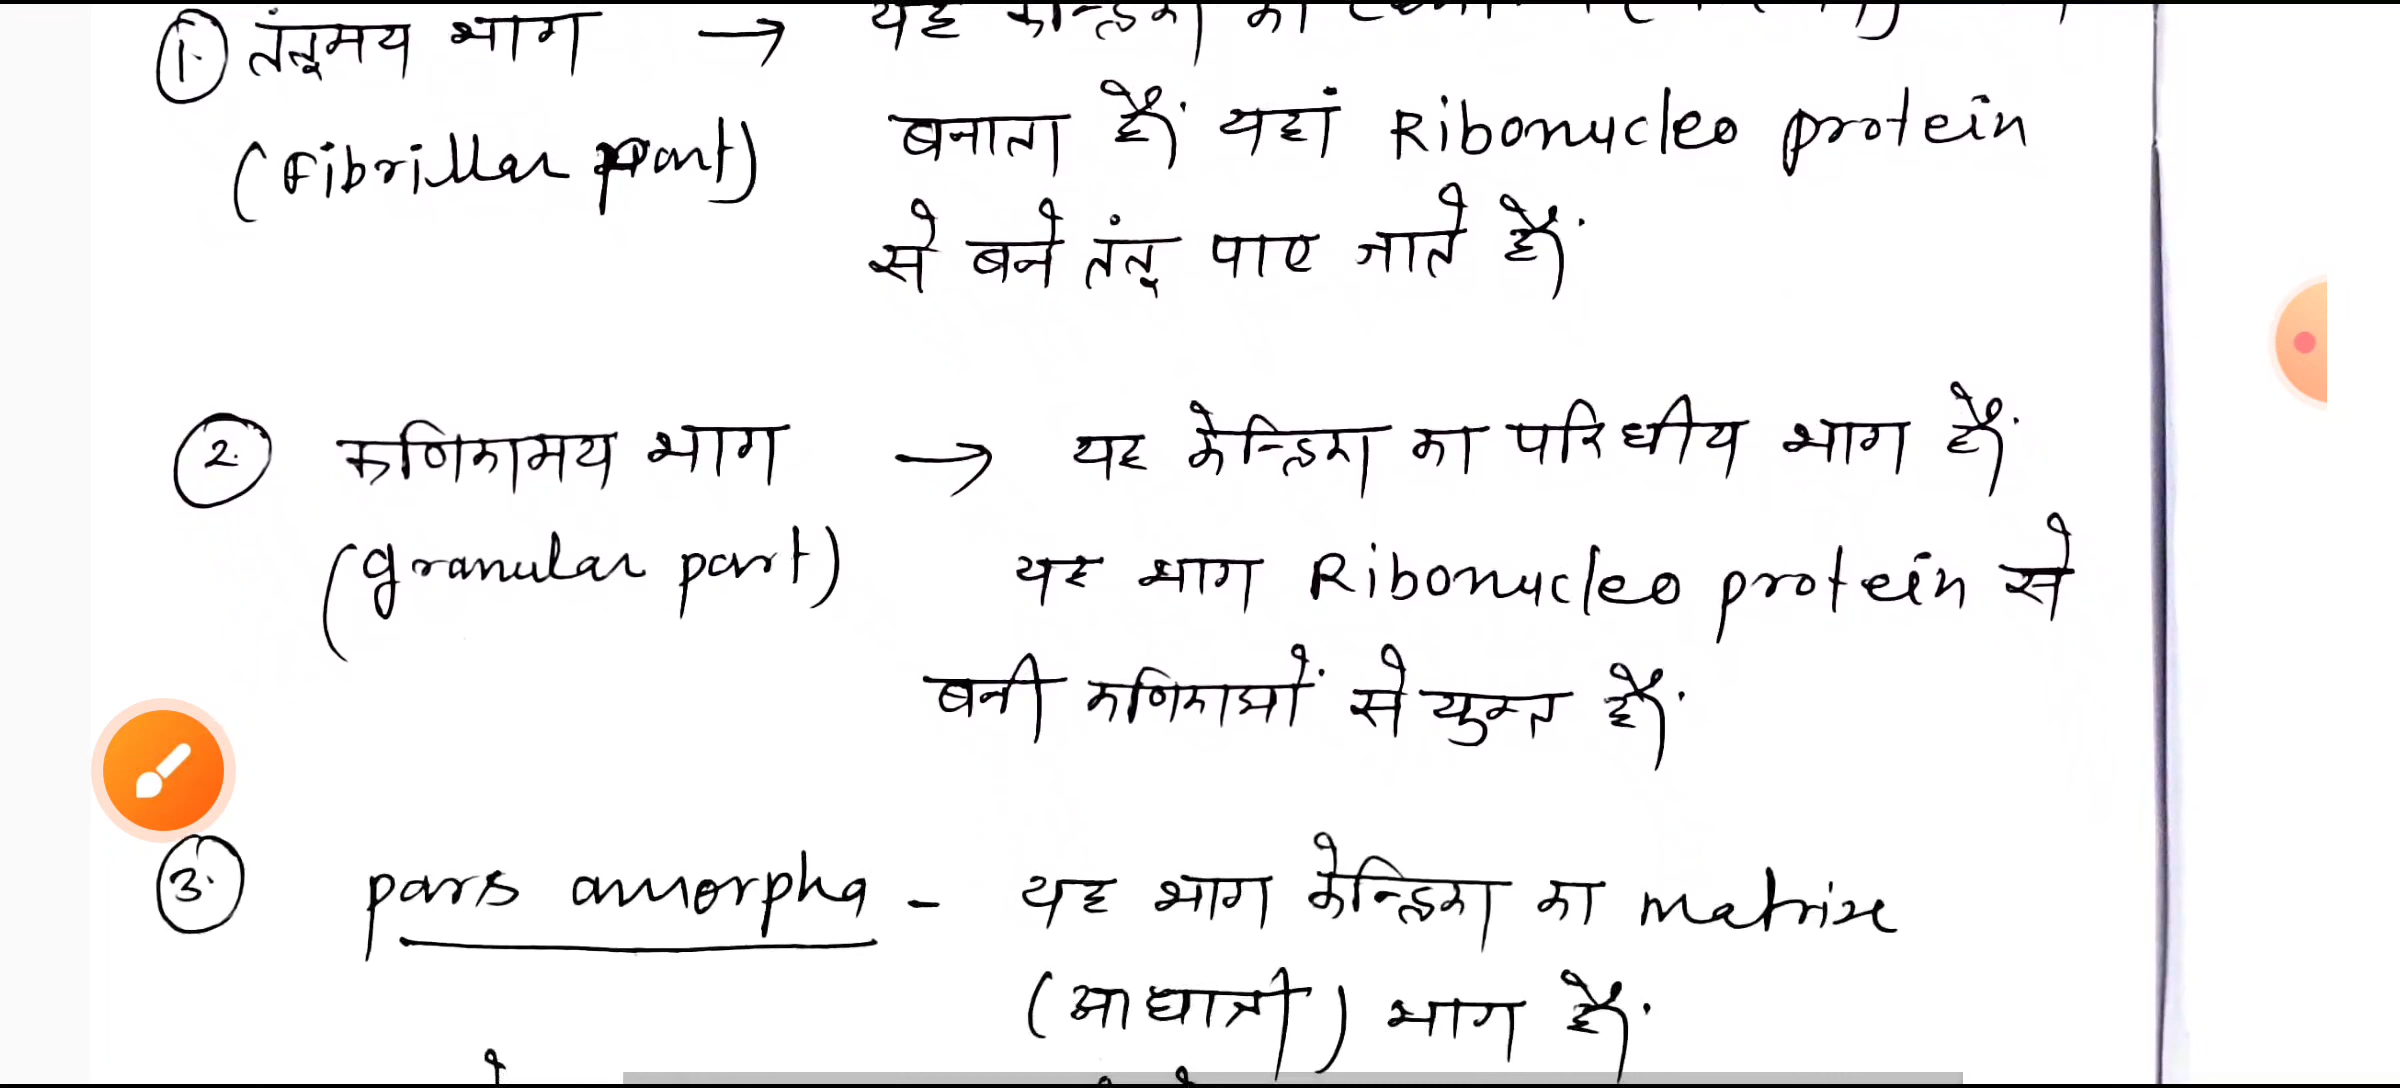 1. तंतूमय भाग → यह केन्द्रिका का
(Fibrillar part) बनाता है। यहां Ribonucleo protein
से बने तंतू पाए जाते हैं।
2. कणिकामय भाग → यह केन्द्रिका का परिधीय भाग हैं।
(granular part) यह भाग Ribonucleo protein से
बनी कणिकाओं से युक्त हैं।
3. pars amorpha - यह भाग केन्द्रिका का matrix
(आधात्री) भाग हैं।